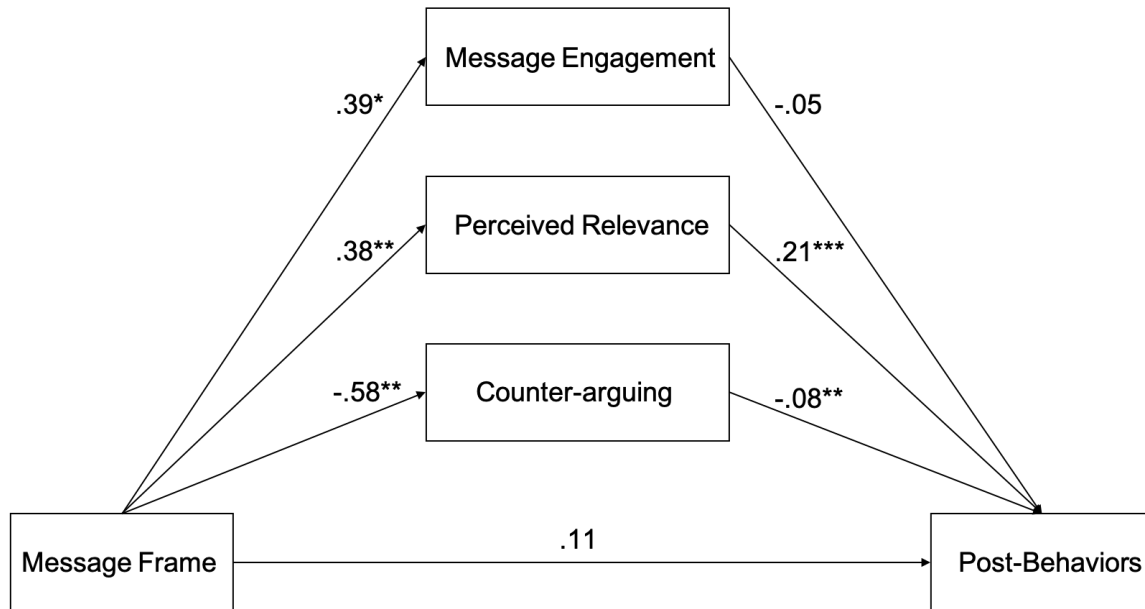 Message Engagement
.39*
-.05
Perceived Relevance
.38**
.21***
Counter-arguing
-.58**
-.08**
.11
Message Frame
Post-Behaviors